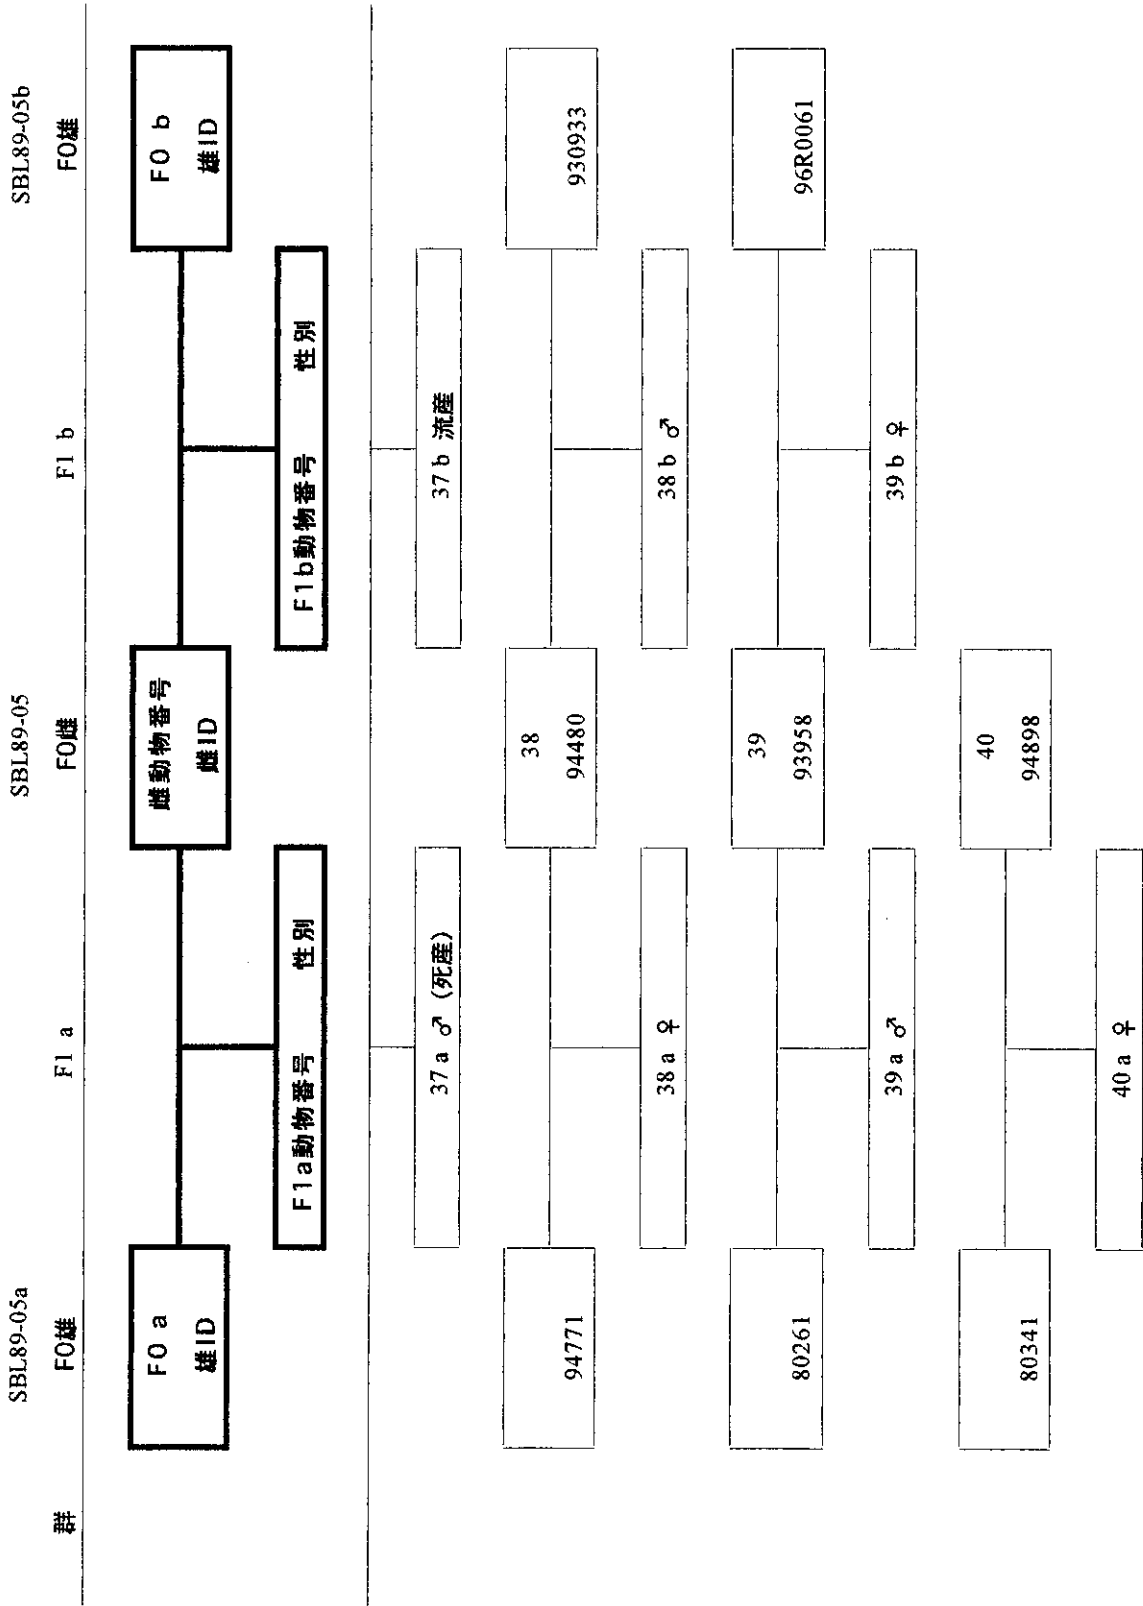 SBL89-05a SBL89-05 SBL89-05b
群 F0雄 F1 a F0雌 F1 b F0雄
F0 a 雌動物番号 F0 b
雄ID 雌ID 雄ID
F1a動物番号 性別 F1b動物番号 性別
37 a ♂ (死産) 37 b 流産
38
94771 94480 930933
38 a ♀ 38 b ♂
39
80261 93958 96R0061
39 a ♂ 39 b ♀
40
80341 94898
40 a ♀